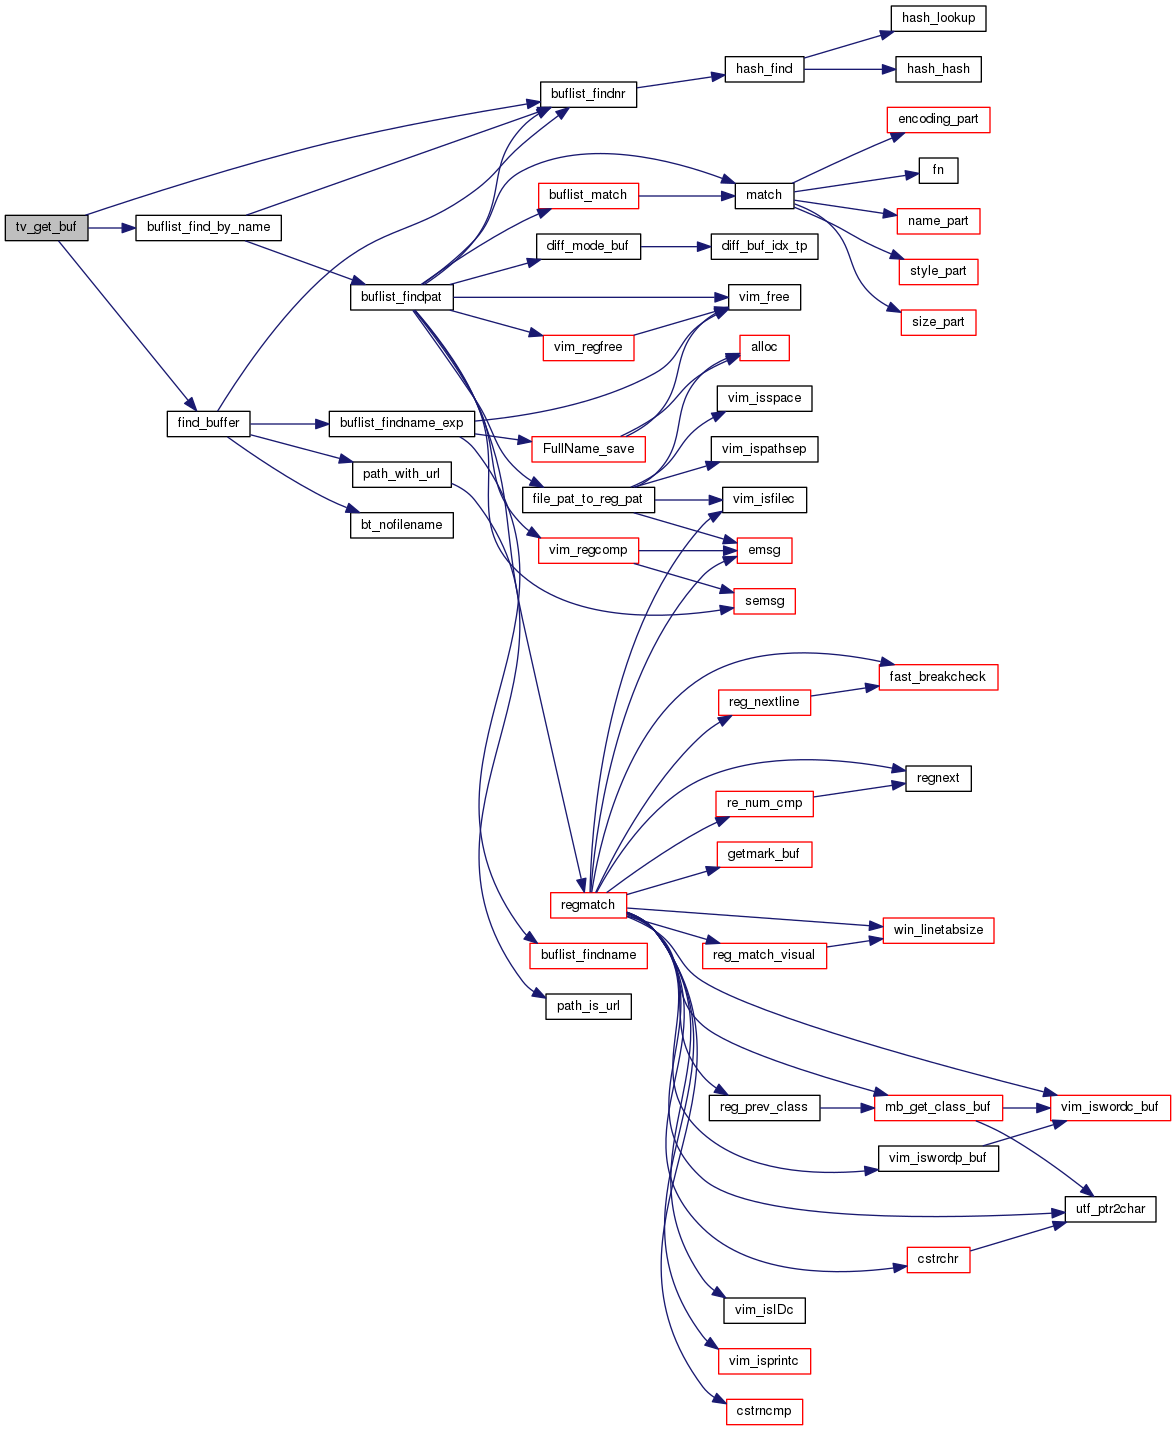 hash_lookup
hash_find
hash_hash
buflist_findnr
encoding_part
fn
match
buflist_match
name_part
tv_get_buf
buflist_find_by_name
diff_mode_buf
diff_buf_idx_tp
style_part
buflist_findpat
vim_free
size_part
vim_regfree
alloc
vim_isspace
find_buffer
buflist_findname_exp
FullName_save
vim_ispathsep
path_with_url
file_pat_to_reg_pat
vim_isfilec
bt_nofilename
vim_regcomp
emsg
semsg
fast_breakcheck
reg_nextline
regnext
re_num_cmp
getmark_buf
regmatch
win_linetabsize
buflist_findname
reg_match_visual
path_is_url
reg_prev_class
mb_get_class_buf
vim_iswordc_buf
vim_iswordp_buf
utf_ptr2char
cstrchr
vim_isIDc
vim_isprintc
cstrncmp